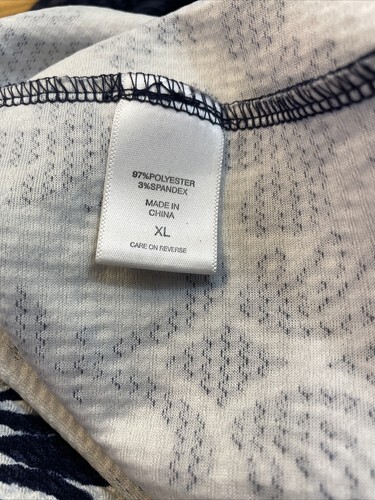 97%POLYESTER
3%SPANDEX
MADE IN
CHINA
XL
CARE ON REVERSE